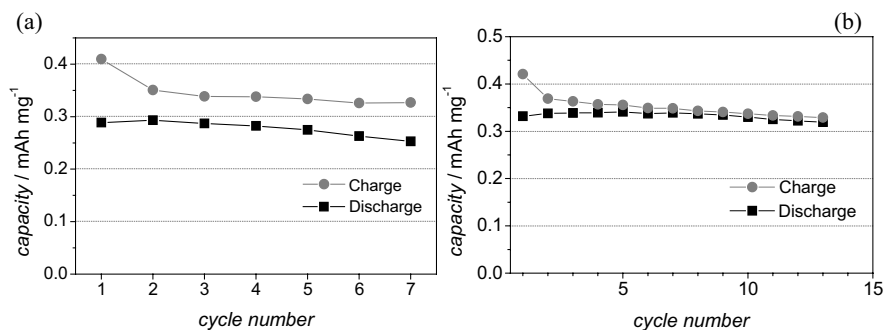 (a)
capacity / mAh mg⁻¹
0.4
0.3
0.2
0.1
0.0
Charge
Discharge
1 2 3 4 5 6 7
cycle number
(b)
capacity / mAh mg⁻¹
0.5
0.4
0.3
0.2
0.1
0.0
Charge
Discharge
5 10 15
cycle number